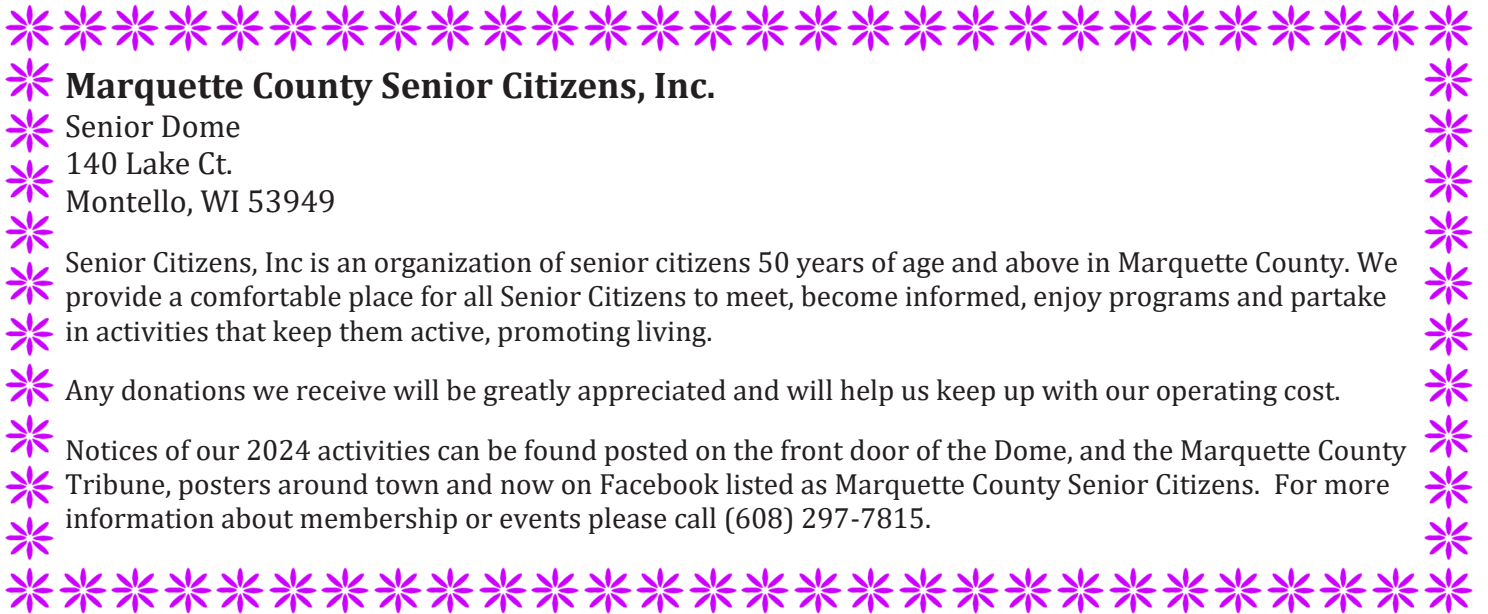 Marquette County Senior Citizens, Inc.
Senior Dome
140 Lake Ct.
Montello, WI 53949
Senior Citizens, Inc is an organization of senior citizens 50 years of age and above in Marquette County. We
provide a comfortable place for all Senior Citizens to meet, become informed, enjoy programs and partake
in activities that keep them active, promoting living.
Any donations we receive will be greatly appreciated and will help us keep up with our operating cost.
Notices of our 2024 activities can be found posted on the front door of the Dome, and the Marquette County
Tribune, posters around town and now on Facebook listed as Marquette County Senior Citizens.  For more
information about membership or events please call (608) 297-7815.